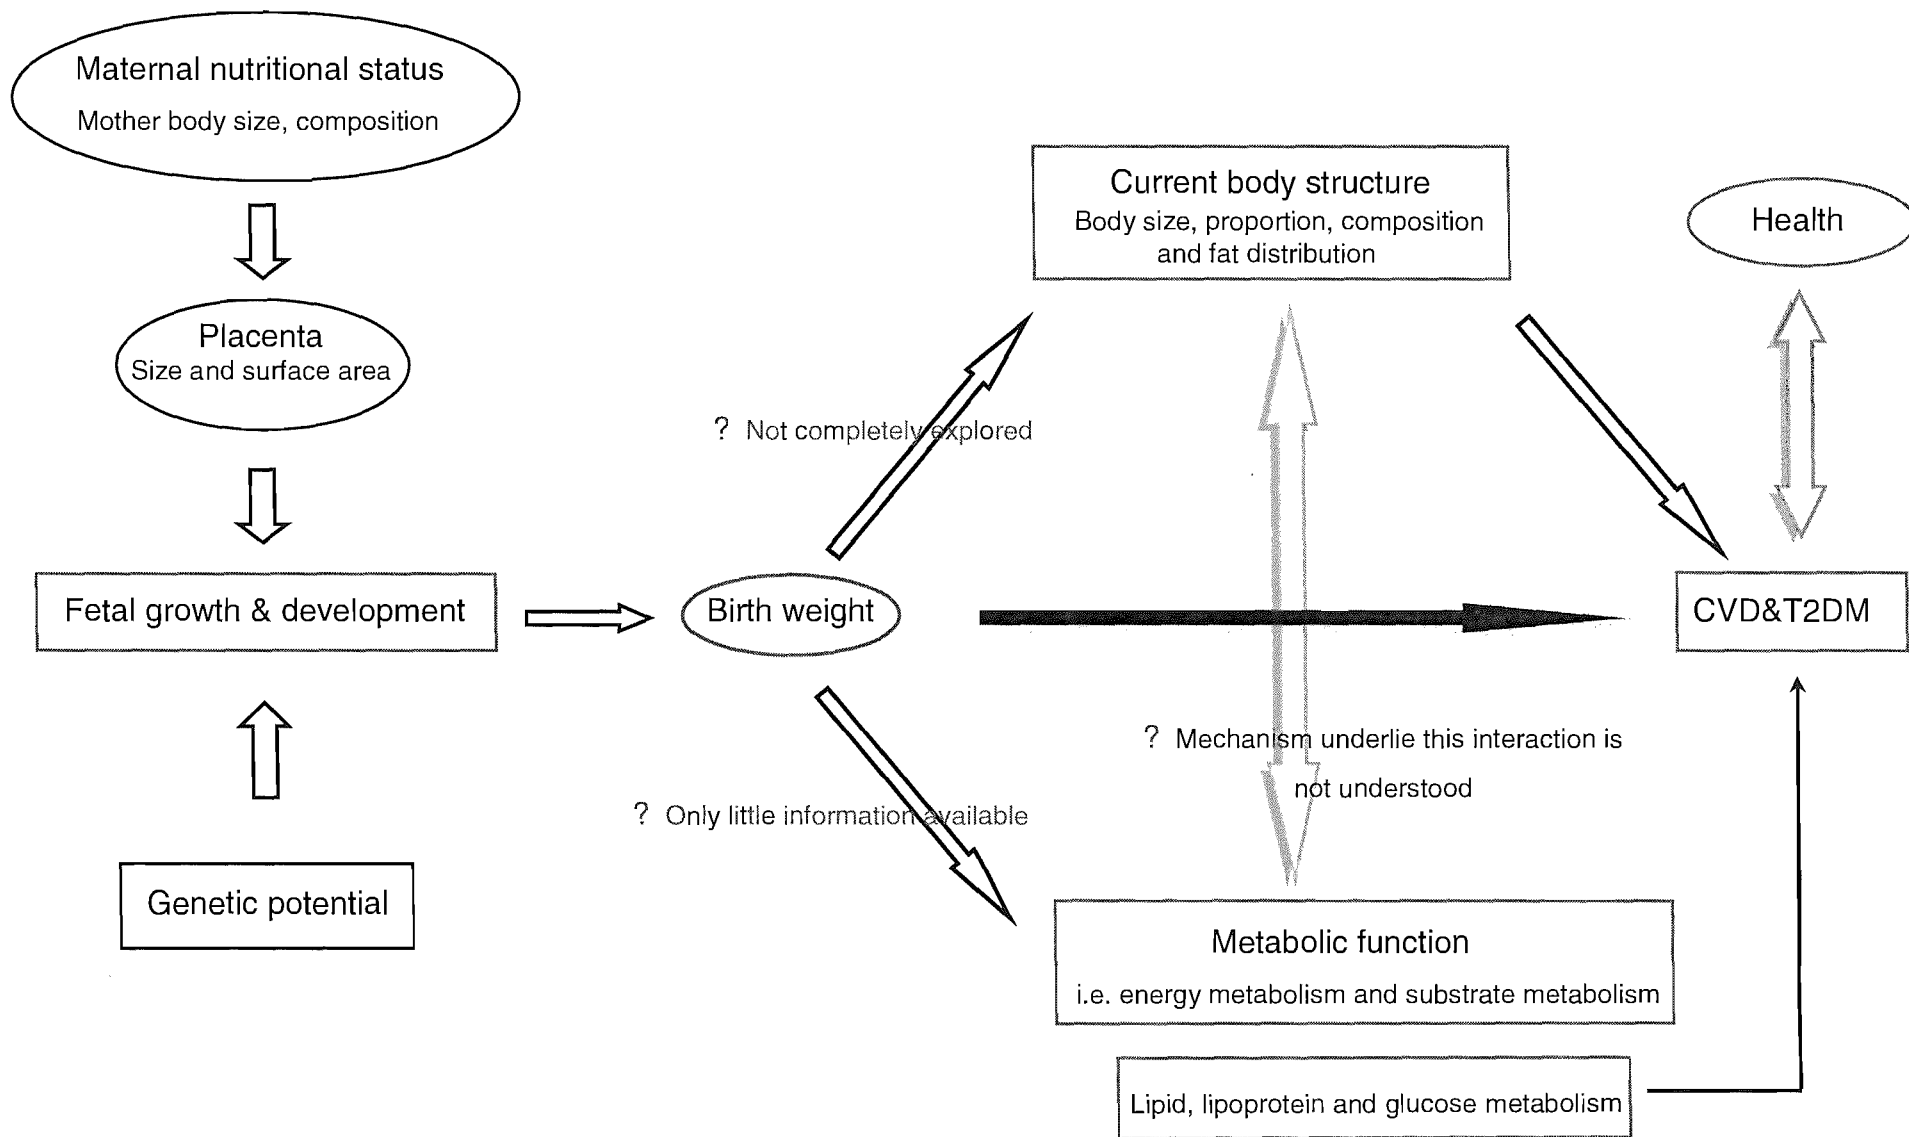 Maternal nutritional status
Mother body size, composition
Placenta
Size and surface area
Fetal growth & development
Genetic potential
Birth weight
? Not completely explored
? Only little information available
Current body structure
Body size, proportion, composition
and fat distribution
? Mechanism underlie this interaction is
not understood
Metabolic function
i.e. energy metabolism and substrate metabolism
Lipid, lipoprotein and glucose metabolism
Health
CVD&T2DM